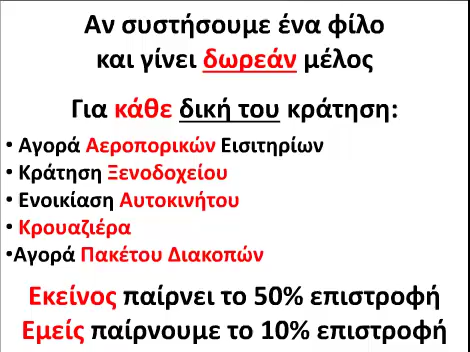 Αν συστήσουμε ένα φίλο
και γίνει δωρεάν μέλος
Για κάθε δική του κράτηση:
• Αγορά Αεροπορικών Εισιτηρίων
• Κράτηση Ξενοδοχείου
• Ενοικίαση Αυτοκινήτου
• Κρουαζιέρα
•Αγορά Πακέτου Διακοπών
Εκείνος παίρνει το 50% επιστροφή
Εμείς παίρνουμε το 10% επιστροφή